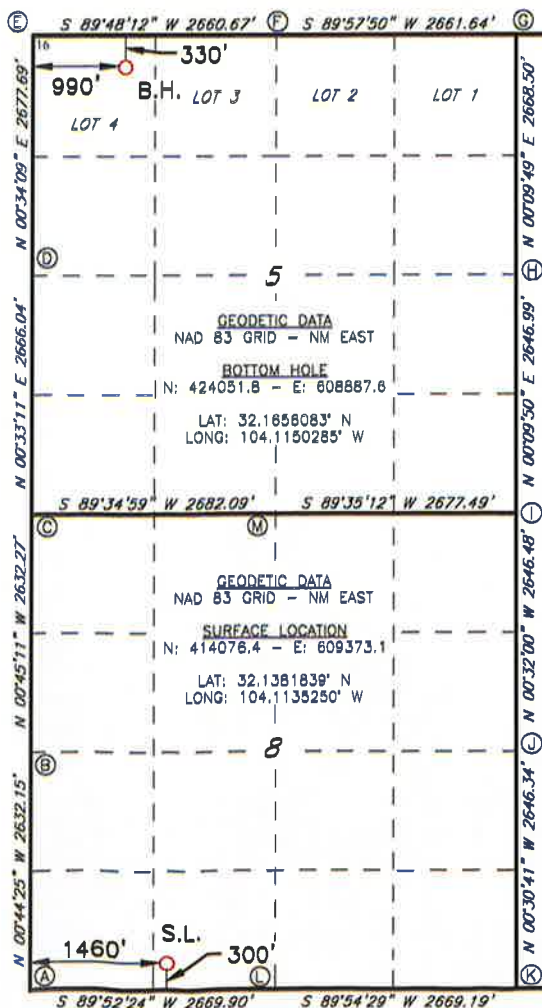 E S 89°48'12" W 2660.67' F S 89°57'50" W 2661.64' G
16
330'
990'
B.H.
LOT 4 LOT 3 LOT 2 LOT 1
N 00°34'09" E 2677.69'
N 00°09'49" E 2668.50'
D
5
H
GEODETIC DATA
NAD 83 GRID - NM EAST
BOTTOM HOLE
N: 424051.8 - E: 608887.6
LAT: 32.1656083° N
LONG: 104.1150285° W
N 00°33'11" E 2666.04'
N 00°09'50" E 2646.99'
S 89°34'59" W 2682.09' S 89°35'12" W 2677.49' I
C M
GEODETIC DATA
NAD 83 GRID - NM EAST
SURFACE LOCATION
N: 414076.4 - E: 609373.1
LAT: 32.1381839° N
LONG: 104.1135250° W
N 00°45'11" W 2632.27'
N 00°32'00" W 2646.48'
B
8
J
N 00°44'25" W 2632.15'
N 00°30'41" W 2646.34'
S.L.
1460'
300'
A L K
S 89°52'24" W 2669.90' S 89°54'29" W 2669.19'